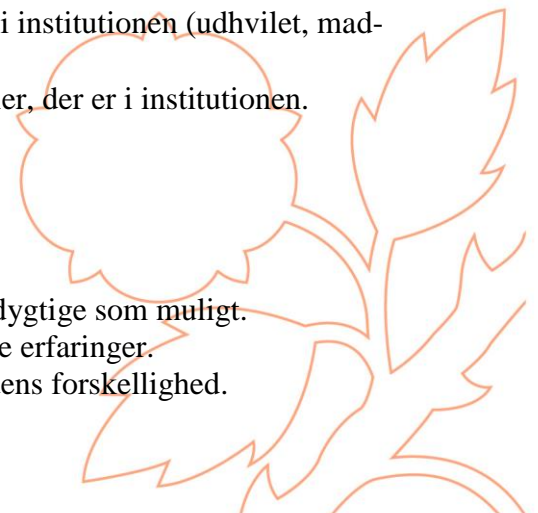 i institutionen (udhvilet, mad-
er, der er i institutionen.
dygtige som muligt.
e erfaringer.
ens forskellighed.